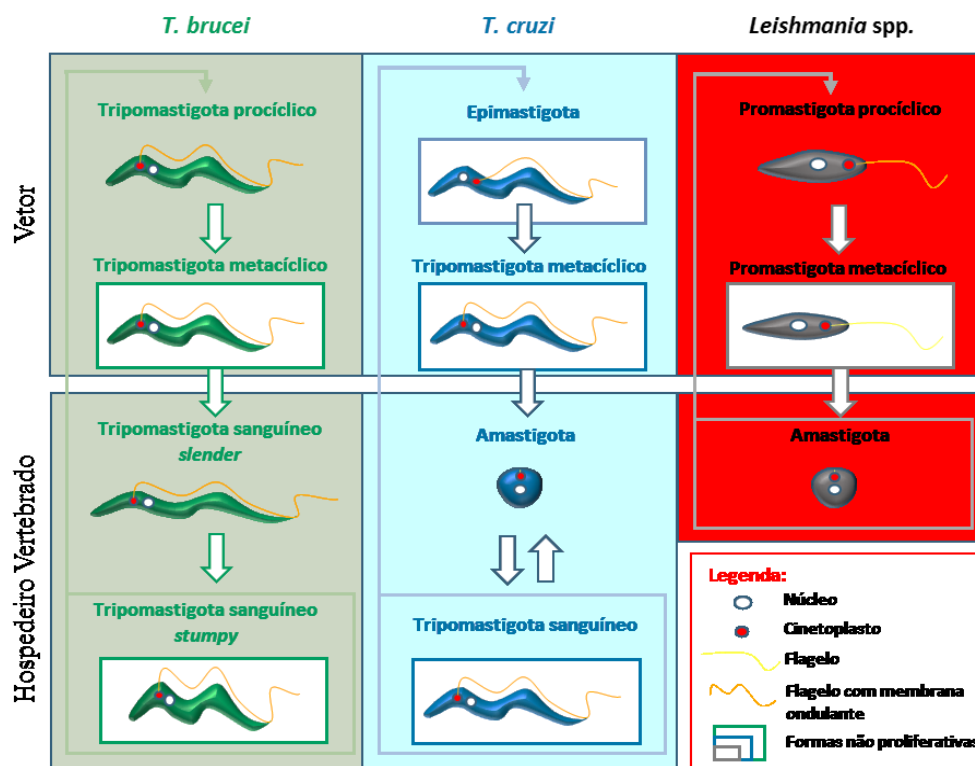 T. brucei
T. cruzi
Leishmania spp.
Vetor
Tripomastigota procíclico
Epimastigota
Promastigota procíclico
Tripomastigota metacíclico
Tripomastigota metacíclico
Promastigota metacíclico
Hospedeiro Vertebrado
Tripomastigota sanguíneo
slender
Amastigota
Amastigota
Tripomastigota sanguíneo
stumpy
Tripomastigota sanguíneo
Legenda:
Núcleo
Cinetoplasto
Flagelo
Flagelo com membrana
ondulante
Formas não proliferativas